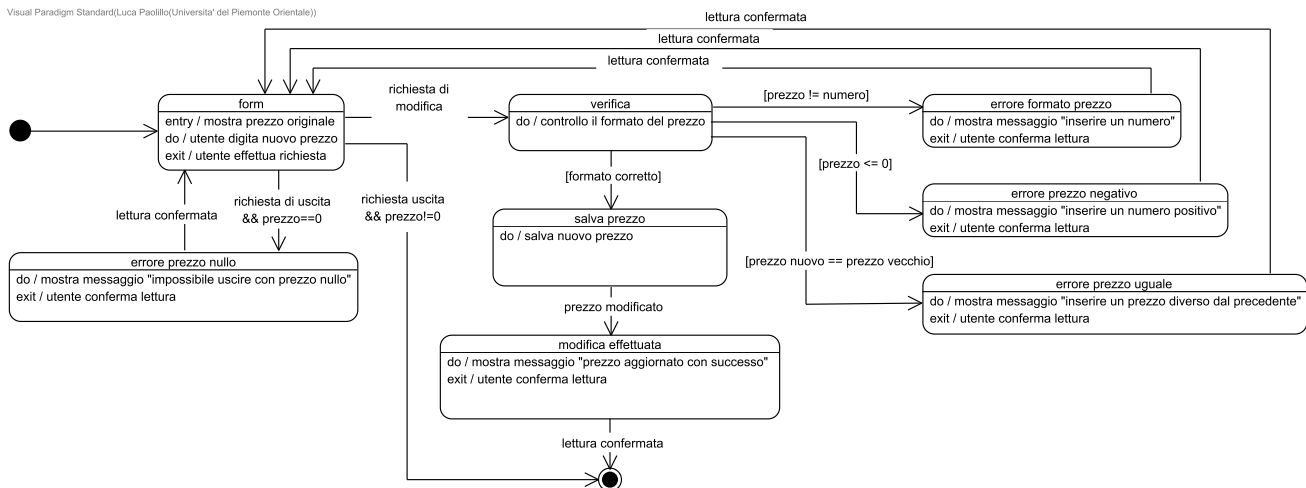 Visual Paradigm Standard(Luca Paolillo(Universita' del Piemonte Orientale))
lettura confermata
lettura confermata
lettura confermata
form
entry / mostra prezzo originale
do / utente digita nuovo prezzo
exit / utente effettua richiesta
richiesta di
modifica
verifica
do / controllo il formato del prezzo
[prezzo != numero]
errore formato prezzo
do / mostra messaggio "inserire un numero"
exit / utente conferma lettura
[prezzo <= 0]
[formato corretto]
errore prezzo negativo
do / mostra messaggio "inserire un numero positivo"
exit / utente conferma lettura
lettura confermata
richiesta di uscita
&& prezzo==0
richiesta uscita
&& prezzo!=0
salva prezzo
do / salva nuovo prezzo
[prezzo nuovo == prezzo vecchio]
errore prezzo nullo
do / mostra messaggio "impossibile uscire con prezzo nullo"
exit / utente conferma lettura
errore prezzo uguale
do / mostra messaggio "inserire un prezzo diverso dal precedente"
exit / utente conferma lettura
prezzo modificato
modifica effettuata
do / mostra messaggio "prezzo aggiornato con successo"
exit / utente conferma lettura
lettura confermata